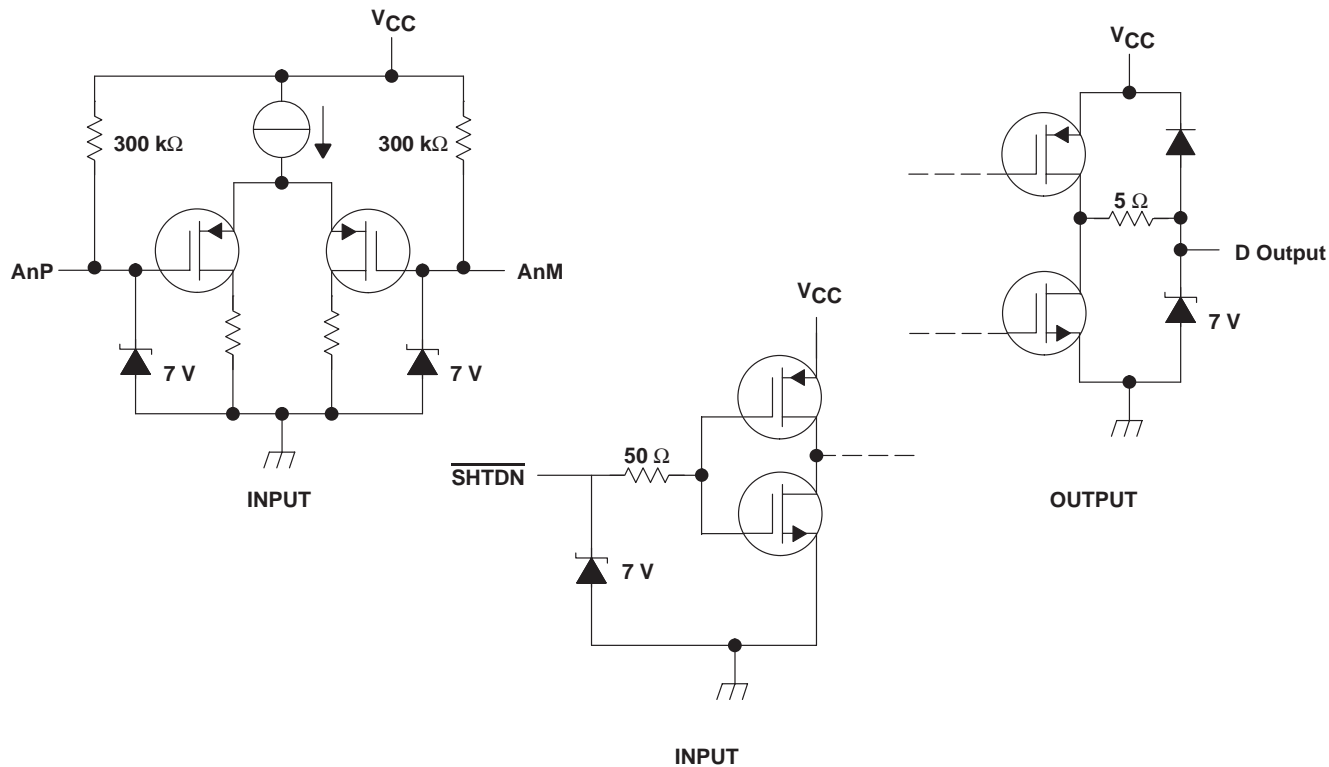 VCC
300 kΩ
300 kΩ
AnP
AnM
7 V
7 V
INPUT
VCC
50 Ω
SHTDN
7 V
INPUT
VCC
5 Ω
D Output
7 V
OUTPUT